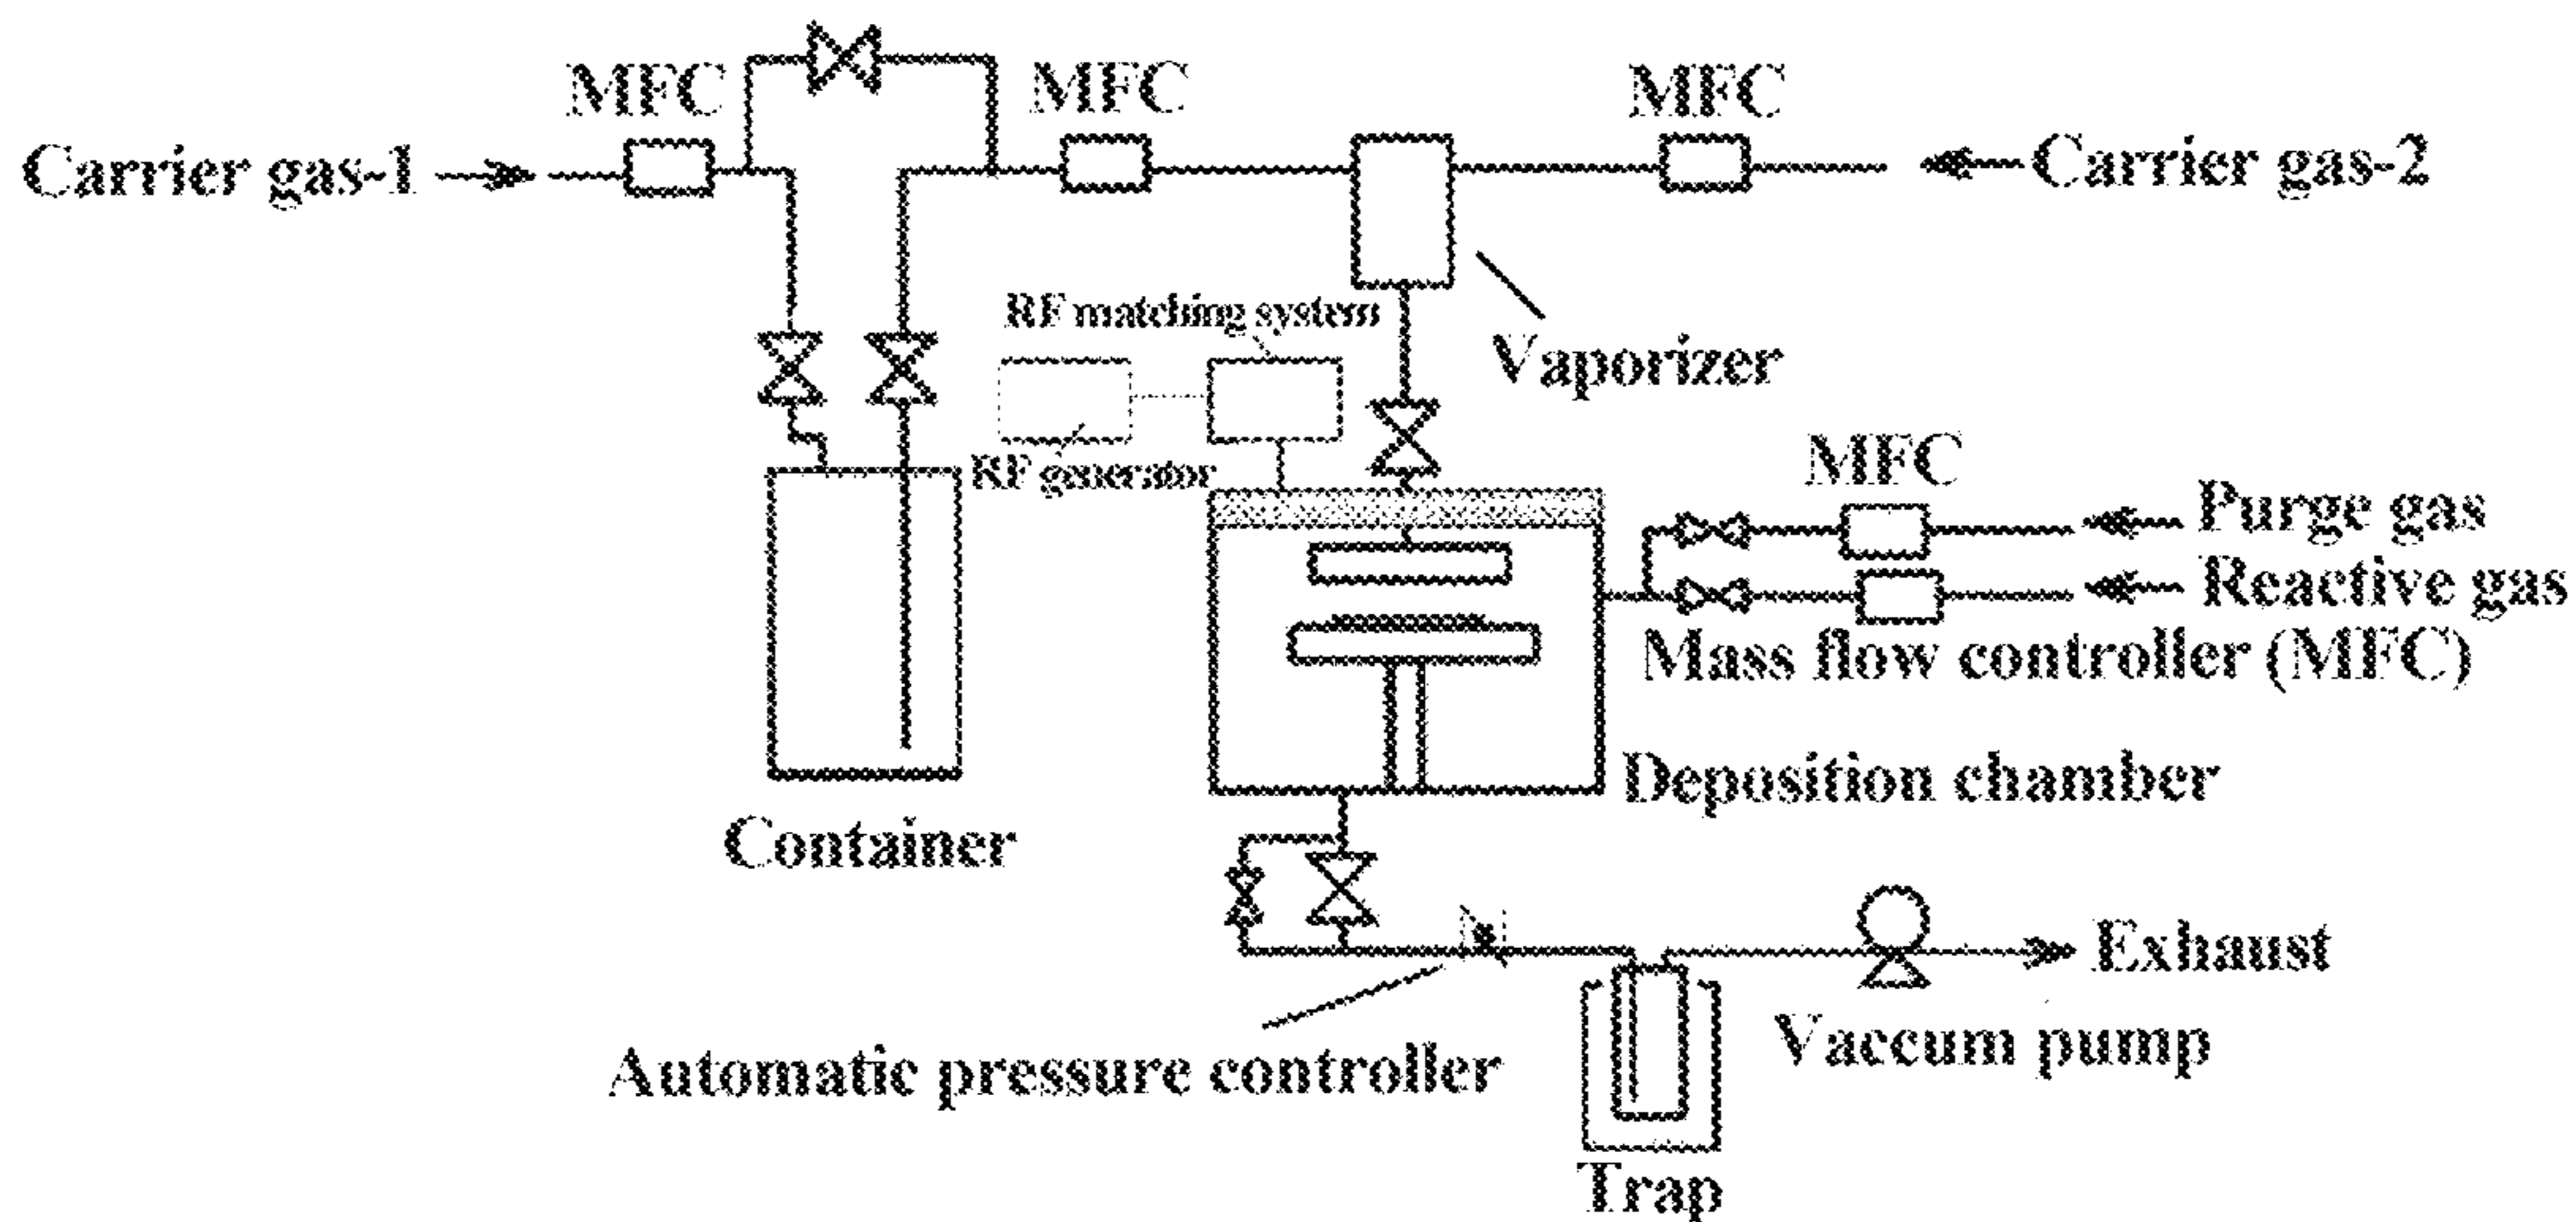 MFC
MFC
MFC
Carrier gas-1
Carrier gas-2
RF matching system
Vaporizer
RF generator
MFC
Purge gas
Reactive gas
Mass flow controller (MFC)
Deposition chamber
Container
Exhaust
Automatic pressure controller
Vaccum pump
Trap